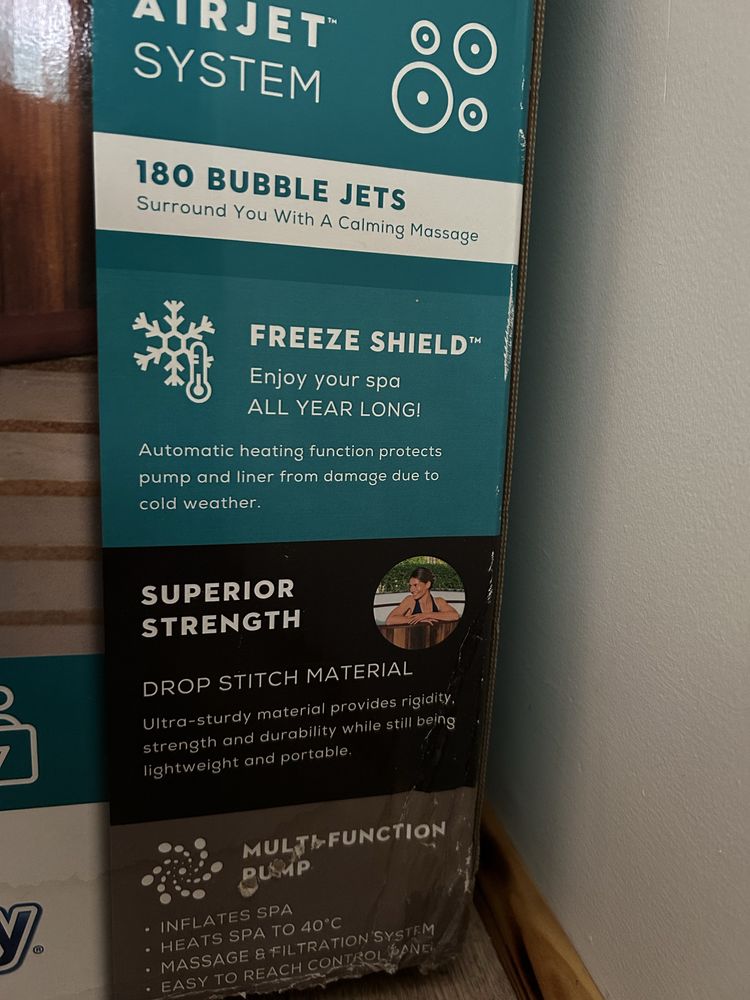 AIRJET™
SYSTEM
180 BUBBLE JETS
Surround You With A Calming Massage
FREEZE SHIELD™
Enjoy your spa
ALL YEAR LONG!
Automatic heating function protects
pump and liner from damage due to
cold weather.
SUPERIOR
STRENGTH
DROP STITCH MATERIAL
Ultra-sturdy material provides rigidity,
strength and durability while still being
lightweight and portable.
MULTI-FUNCTION
PUMP
• INFLATES SPA
• HEATS SPA TO 40°C
• MASSAGE & FILTRATION SYSTEM
• EASY TO REACH CONTROL PANEL
7
y®